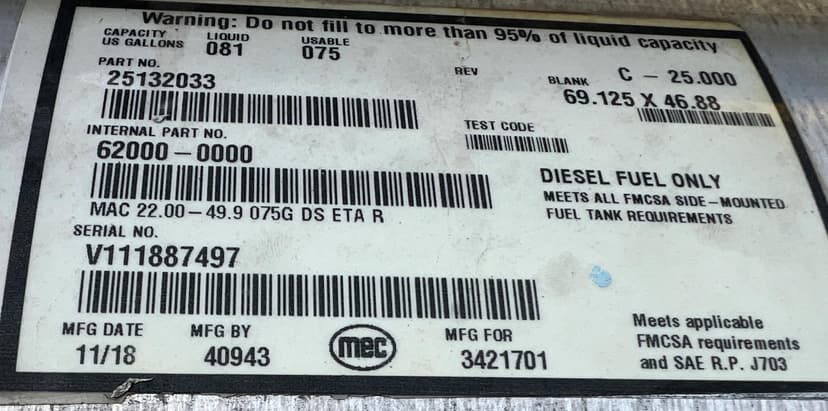 Warning: Do not fill to more than 95% of liquid capacity
CAPACITY US GALLONS LIQUID 081 USABLE 075
PART NO. REV BLANK C - 25.000
25132033 69.125 X 46.88
TEST CODE
INTERNAL PART NO.
62000-0000
DIESEL FUEL ONLY
MEETS ALL FMCSA SIDE-MOUNTED
FUEL TANK REQUIREMENTS
MAC 22.00-49.9 075G DS ETA R
SERIAL NO.
V111887497
MFG DATE MFG BY MFG FOR
11/18 40943 mec 3421701
Meets applicable
FMCSA requirements
and SAE R.P. J703